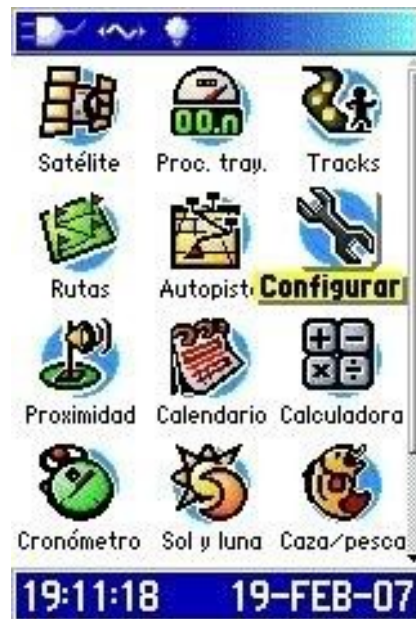 00.n
Satélite Proc. tray. Tracks
Rutas Autopist Configurar
Proximidad Calendario Calculadora
Cronómetro Sol y luna Caza/pesca
19:11:18 19-FEB-07